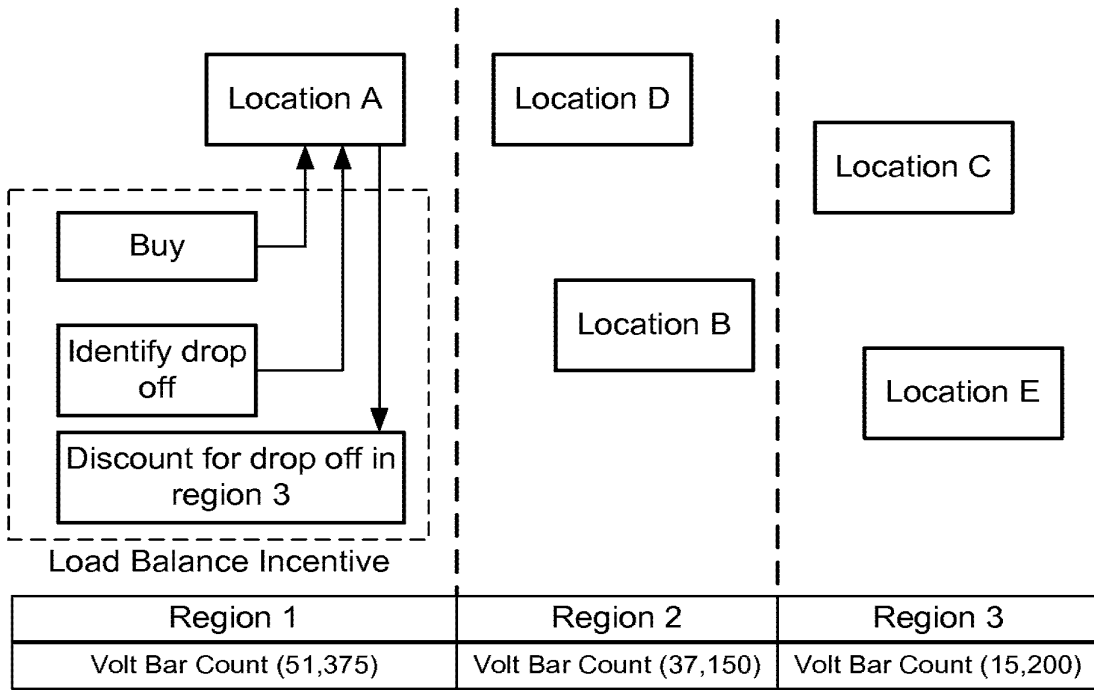 Location A
Location D
Location C
Buy
Location B
Identify drop
off
Location E
Discount for drop off in
region 3
Load Balance Incentive
Region 1
Region 2
Region 3
Volt Bar Count (51,375)
Volt Bar Count (37,150)
Volt Bar Count (15,200)